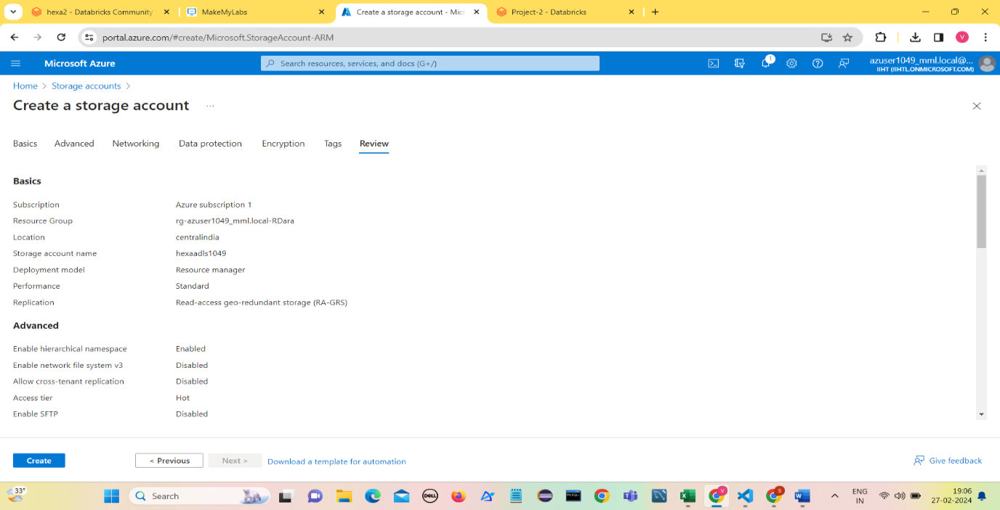 hexa2 - Databricks Community
MakeMyLabs
Create a storage account - Micr
Project-2 - Databricks
portal.azure.com/#create/Microsoft.StorageAccount-ARM
V
Microsoft Azure
Search resources, services, and docs (G+/)
1
azuser1049_mml.local@...
IIHT (IIHTL.ONMICROSOFT.COM)
Home > Storage accounts >
Create a storage account ...
Basics Advanced Networking Data protection Encryption Tags Review
Basics
Subscription Azure subscription 1
Resource Group rg-azuser1049_mml.local-RDara
Location centralindia
Storage account name hexaadls1049
Deployment model Resource manager
Performance Standard
Replication Read-access geo-redundant storage (RA-GRS)
Advanced
Enable hierarchical namespace Enabled
Enable network file system v3 Disabled
Allow cross-tenant replication Disabled
Access tier Hot
Enable SFTP Disabled
Create < Previous Next > Download a template for automation Give feedback
33°
Search
DELL
V
S
ENG
IN
19:06
27-02-2024